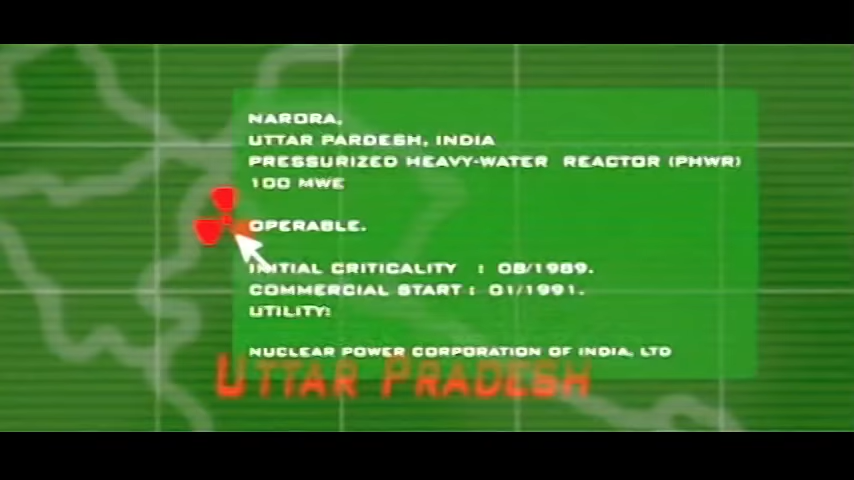 NARORA,
UTTAR PARDESH, INDIA
PRESSURIZED HEAVY-WATER REACTOR (PHWR)
100 MWE
OPERABLE.
INITIAL CRITICALITY : 08/1989.
COMMERCIAL START : 01/1991.
UTILITY:
NUCLEAR POWER CORPORATION OF INDIA, LTD
UTTAR PRADESH